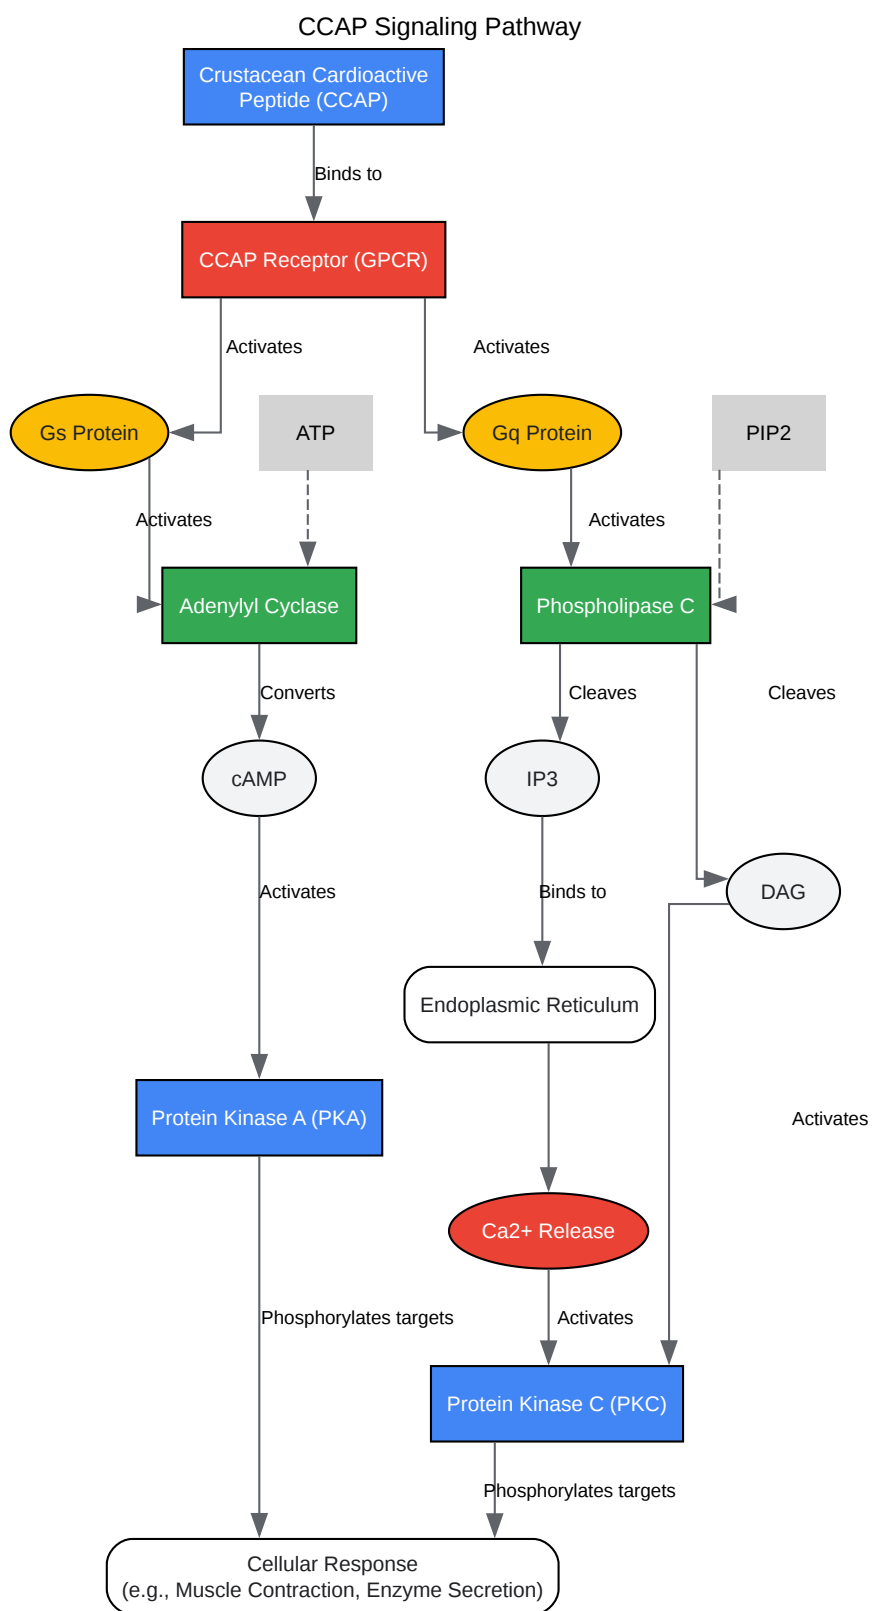 CCAP Signaling Pathway
Crustacean Cardioactive
Peptide (CCAP)
Binds to
CCAP Receptor (GPCR)
Activates
Activates
Gs Protein
ATP
Gq Protein
PIP2
Activates
Activates
Adenylyl Cyclase
Phospholipase C
Converts
Cleaves
Cleaves
cAMP
IP3
Activates
Binds to
DAG
Endoplasmic Reticulum
Protein Kinase A (PKA)
Activates
Ca2+ Release
Phosphorylates targets
Activates
Protein Kinase C (PKC)
Phosphorylates targets
Cellular Response
(e.g., Muscle Contraction, Enzyme Secretion)